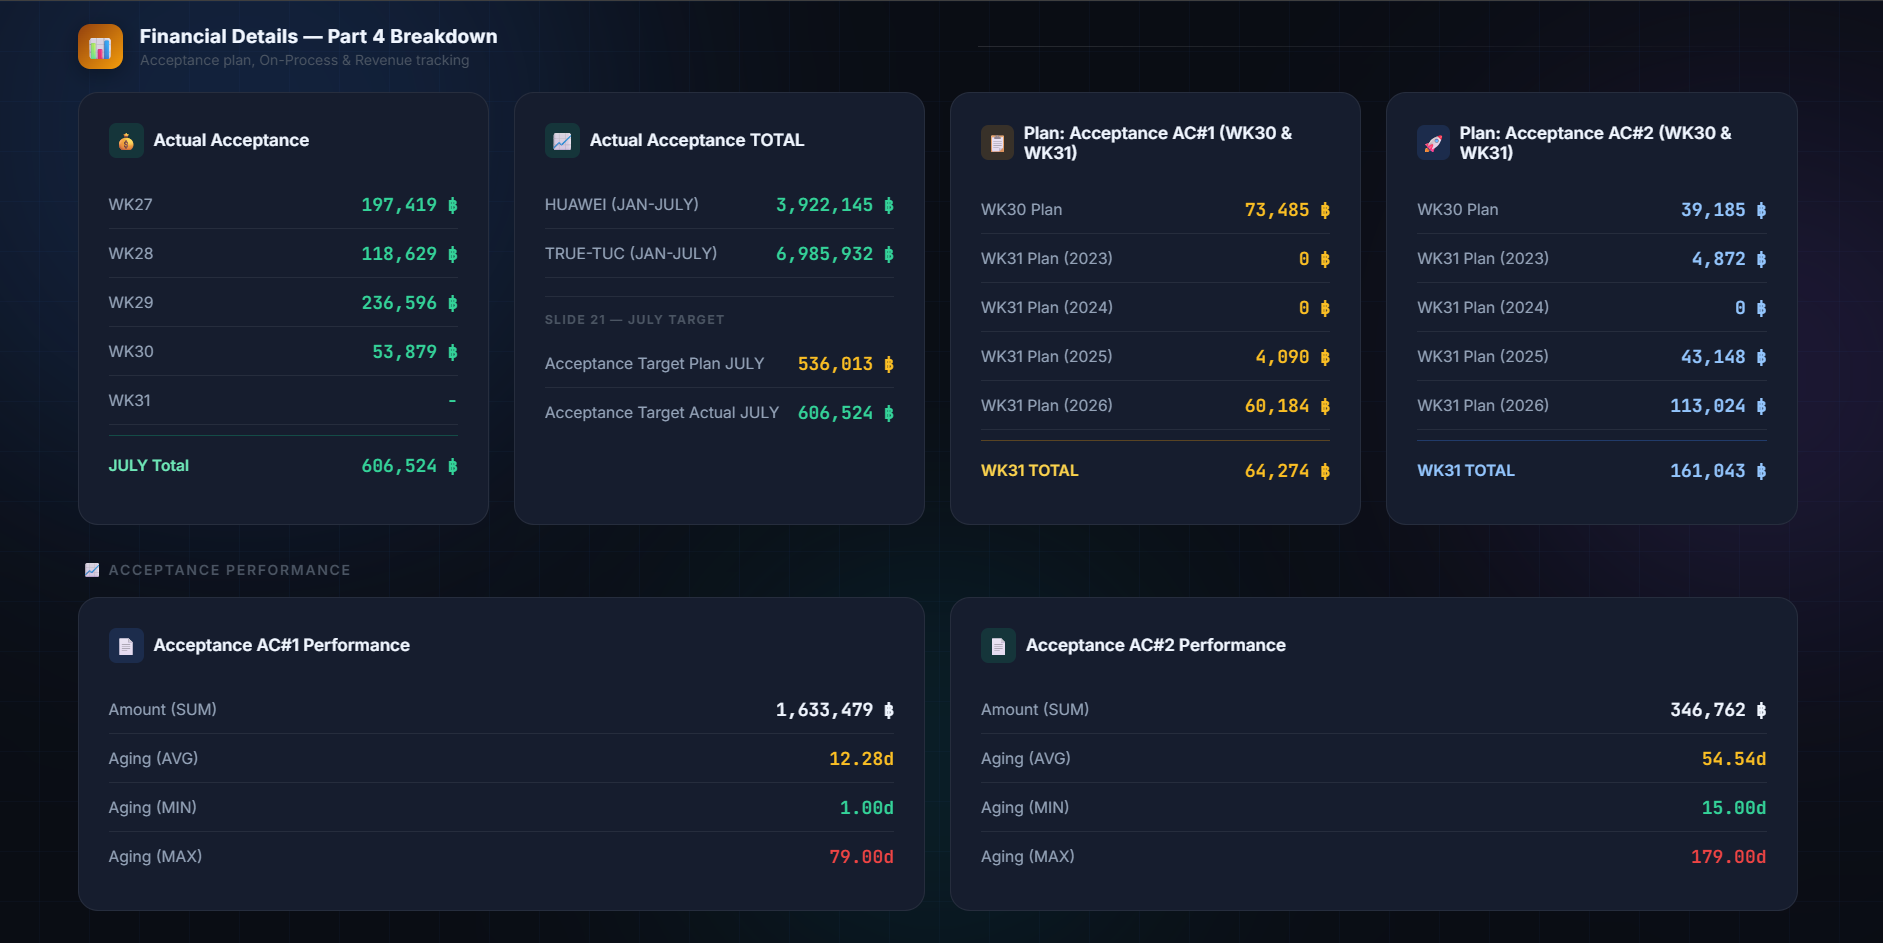 Financial Details — Part 4 Breakdown
Acceptance plan, On-Process & Revenue tracking
Actual Acceptance
WK27 197,419 ฿
WK28 118,629 ฿
WK29 236,596 ฿
WK30 53,879 ฿
WK31 -
JULY Total 606,524 ฿
Actual Acceptance TOTAL
HUAWEI (JAN-JULY) 3,922,145 ฿
TRUE-TUC (JAN-JULY) 6,985,932 ฿
SLIDE 21 — JULY TARGET
Acceptance Target Plan JULY 536,013 ฿
Acceptance Target Actual JULY 606,524 ฿
Plan: Acceptance AC#1 (WK30 &
WK31)
WK30 Plan 73,485 ฿
WK31 Plan (2023) 0 ฿
WK31 Plan (2024) 0 ฿
WK31 Plan (2025) 4,090 ฿
WK31 Plan (2026) 60,184 ฿
WK31 TOTAL 64,274 ฿
Plan: Acceptance AC#2 (WK30 &
WK31)
WK30 Plan 39,185 ฿
WK31 Plan (2023) 4,872 ฿
WK31 Plan (2024) 0 ฿
WK31 Plan (2025) 43,148 ฿
WK31 Plan (2026) 113,024 ฿
WK31 TOTAL 161,043 ฿
ACCEPTANCE PERFORMANCE
Acceptance AC#1 Performance
Amount (SUM) 1,633,479 ฿
Aging (AVG) 12.28d
Aging (MIN) 1.00d
Aging (MAX) 79.00d
Acceptance AC#2 Performance
Amount (SUM) 346,762 ฿
Aging (AVG) 54.54d
Aging (MIN) 15.00d
Aging (MAX) 179.00d